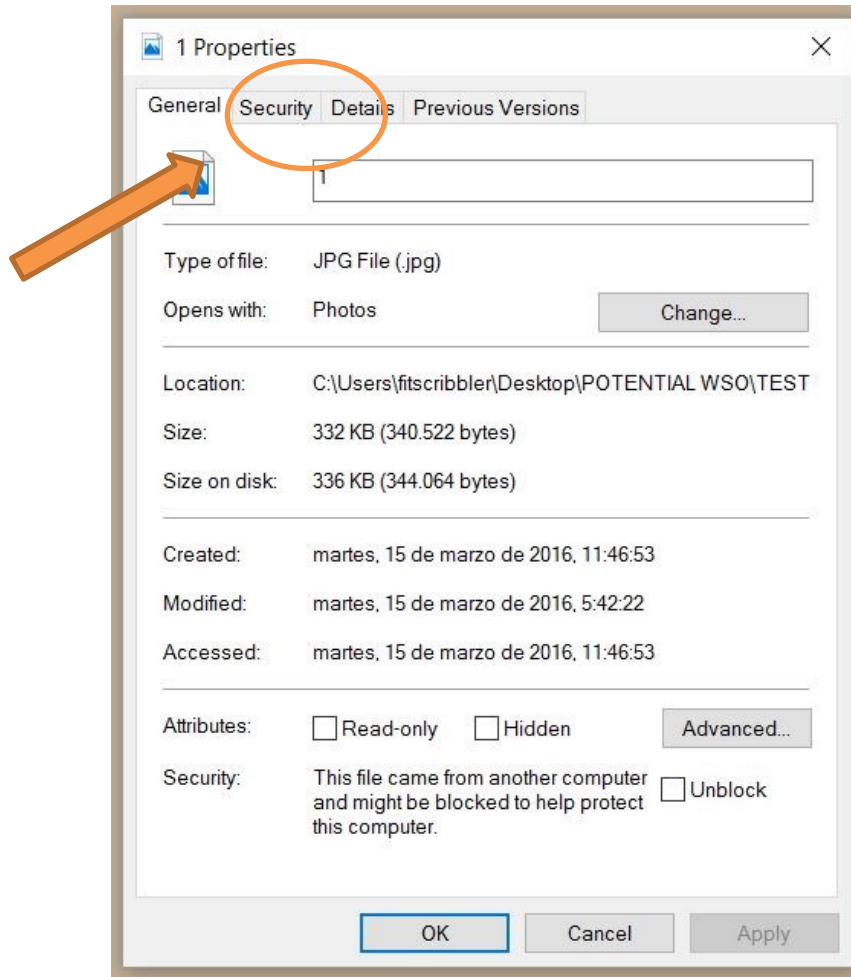 1 Properties
General Security Details Previous Versions
1
Type of file: JPG File (.jpg)
Opens with: Photos Change...
Location: C:\Users\fitscribbler\Desktop\POTENTIAL WSO\TEST
Size: 332 KB (340.522 bytes)
Size on disk: 336 KB (344.064 bytes)
Created: martes, 15 de marzo de 2016, 11:46:53
Modified: martes, 15 de marzo de 2016, 5:42:22
Accessed: martes, 15 de marzo de 2016, 11:46:53
Attributes: Read-only Hidden Advanced...
Security: This file came from another computer
and might be blocked to help protect
this computer.
Unblock
OK Cancel Apply